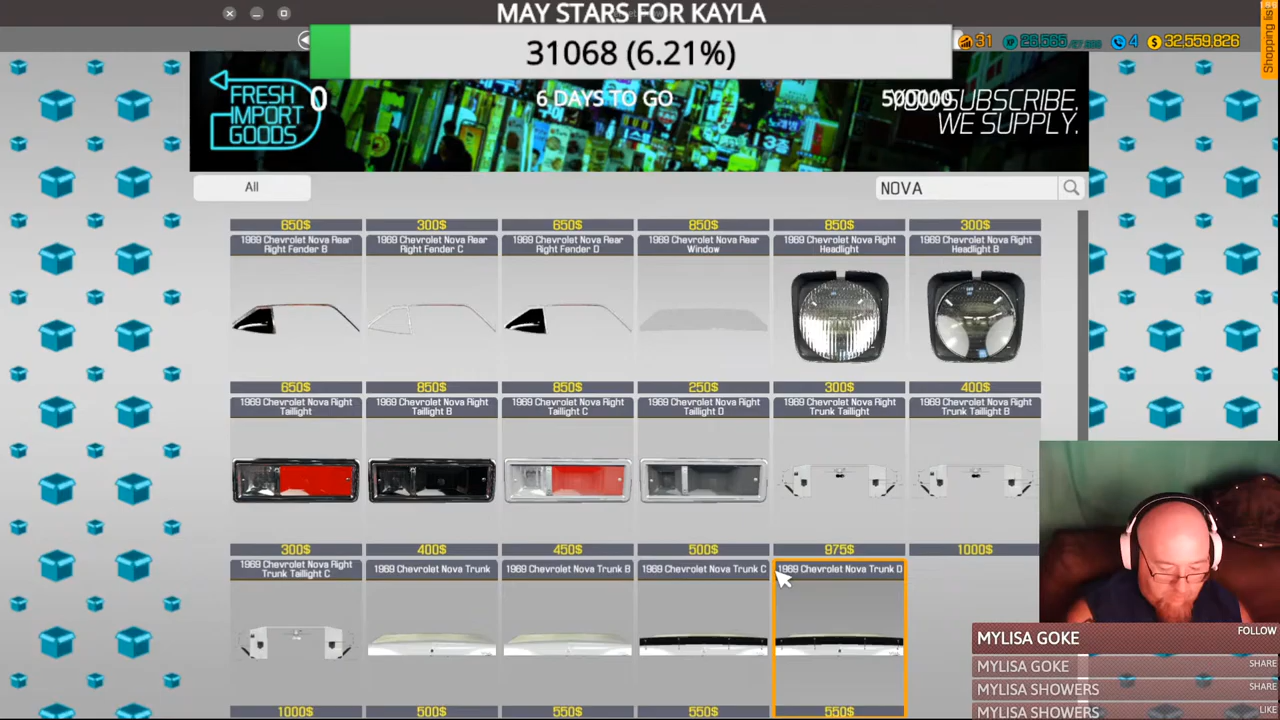 MAY STARS FOR KAYLA
31068 (6.21%)
0
6 DAYS TO GO
500000
31
4
32,559,826
Shopping list
FRESH
IMPORT
GOODS
SUBSCRIBE.
WE SUPPLY.
All
NOVA
650$ 300$ 650$ 850$ 850$ 300$
1969 Chevrolet Nova Rear Right Fender B
1969 Chevrolet Nova Rear Right Fender C
1969 Chevrolet Nova Rear Right Fender D
1969 Chevrolet Nova Rear Window
1969 Chevrolet Nova Right Headlight
1969 Chevrolet Nova Right Headlight B
650$ 850$ 850$ 250$ 300$ 400$
1969 Chevrolet Nova Right Taillight
1969 Chevrolet Nova Right Taillight B
1969 Chevrolet Nova Right Taillight C
1969 Chevrolet Nova Right Taillight D
1969 Chevrolet Nova Right Trunk Taillight
1969 Chevrolet Nova Right Trunk Taillight B
300$ 400$ 450$ 500$ 975$ 1000$
1969 Chevrolet Nova Right Trunk Taillight C
1969 Chevrolet Nova Trunk
1969 Chevrolet Nova Trunk B
1969 Chevrolet Nova Trunk C
1969 Chevrolet Nova Trunk D
1000$ 500$ 550$ 550$ 550$
MYLISA GOKE FOLLOW
MYLISA GOKE SHARE
MYLISA SHOWERS SHARE
MYLISA SHOWERS LIKE